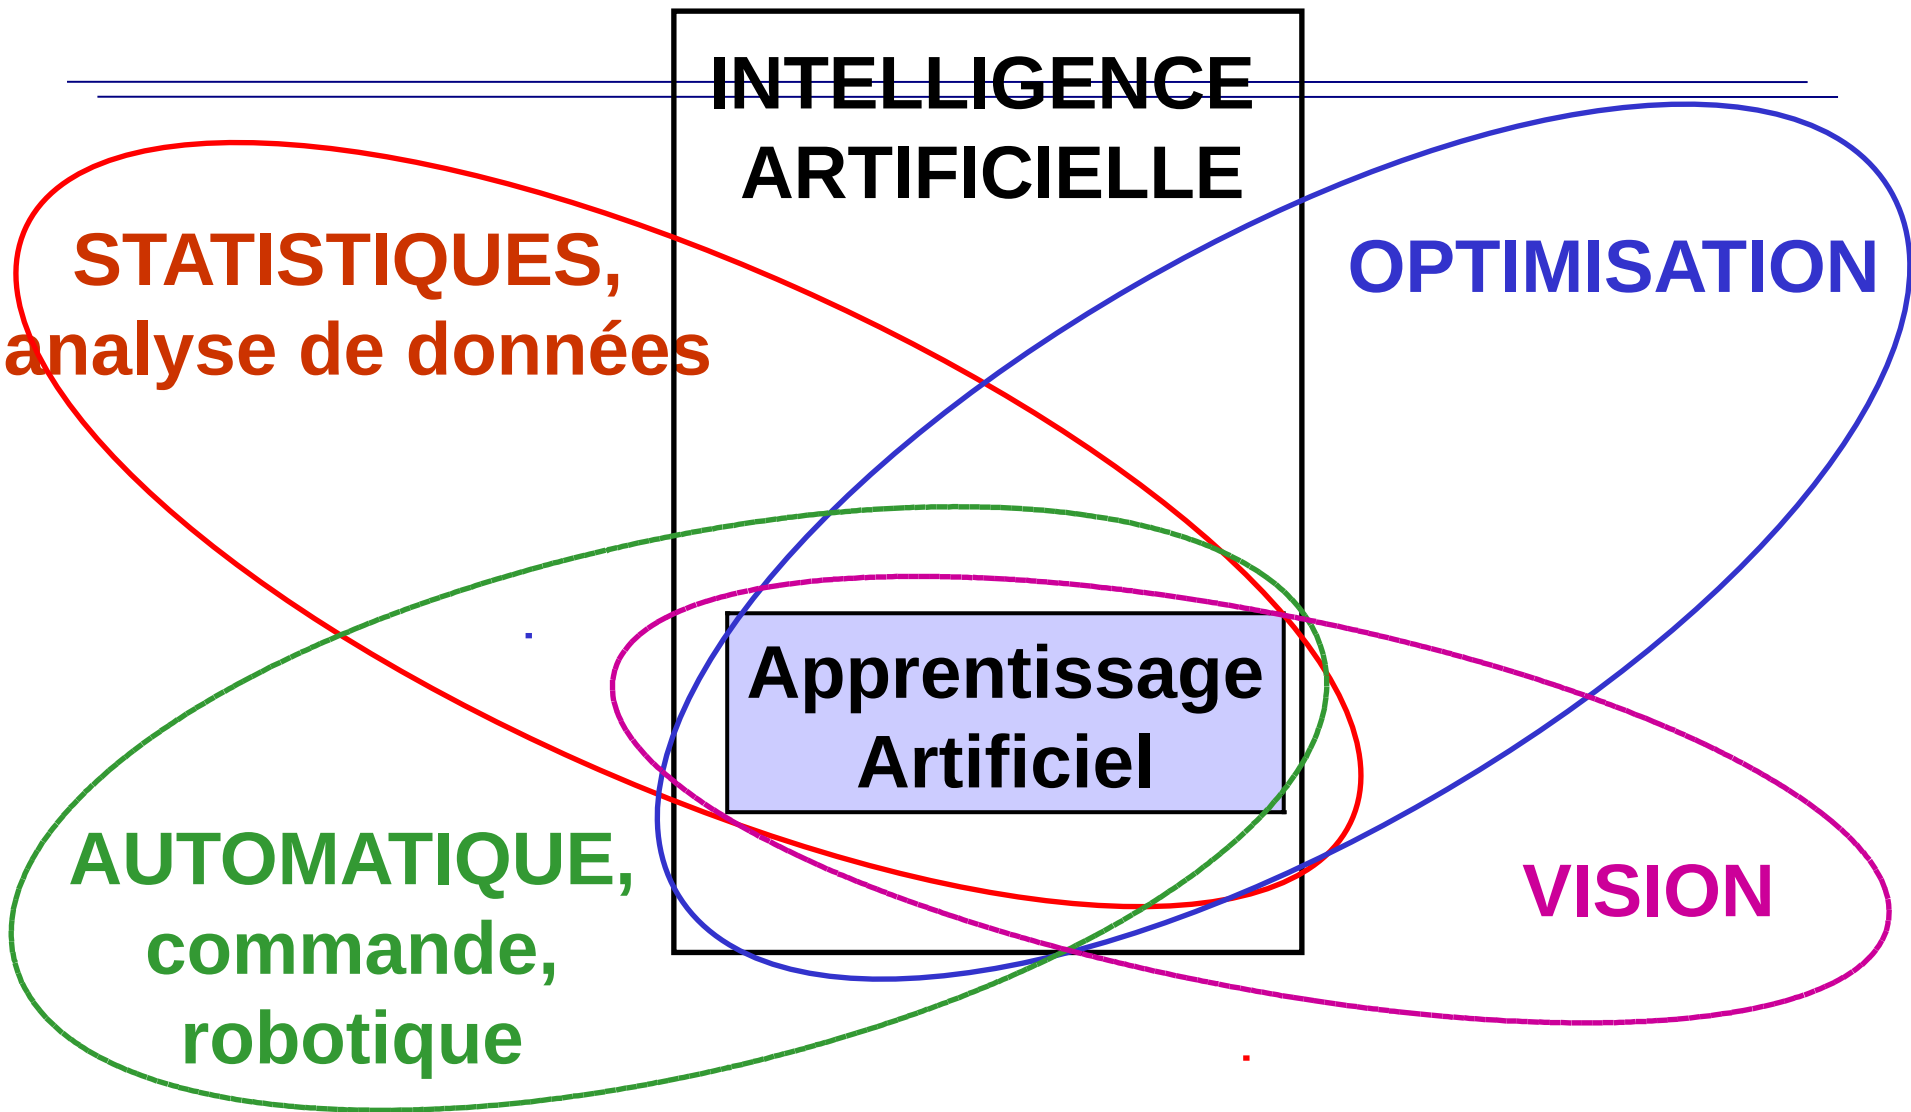 INTELLIGENCE
ARTIFICIELLE
STATISTIQUES,
analyse de données
OPTIMISATION
Apprentissage
Artificiel
AUTOMATIQUE,
commande,
robotique
VISION